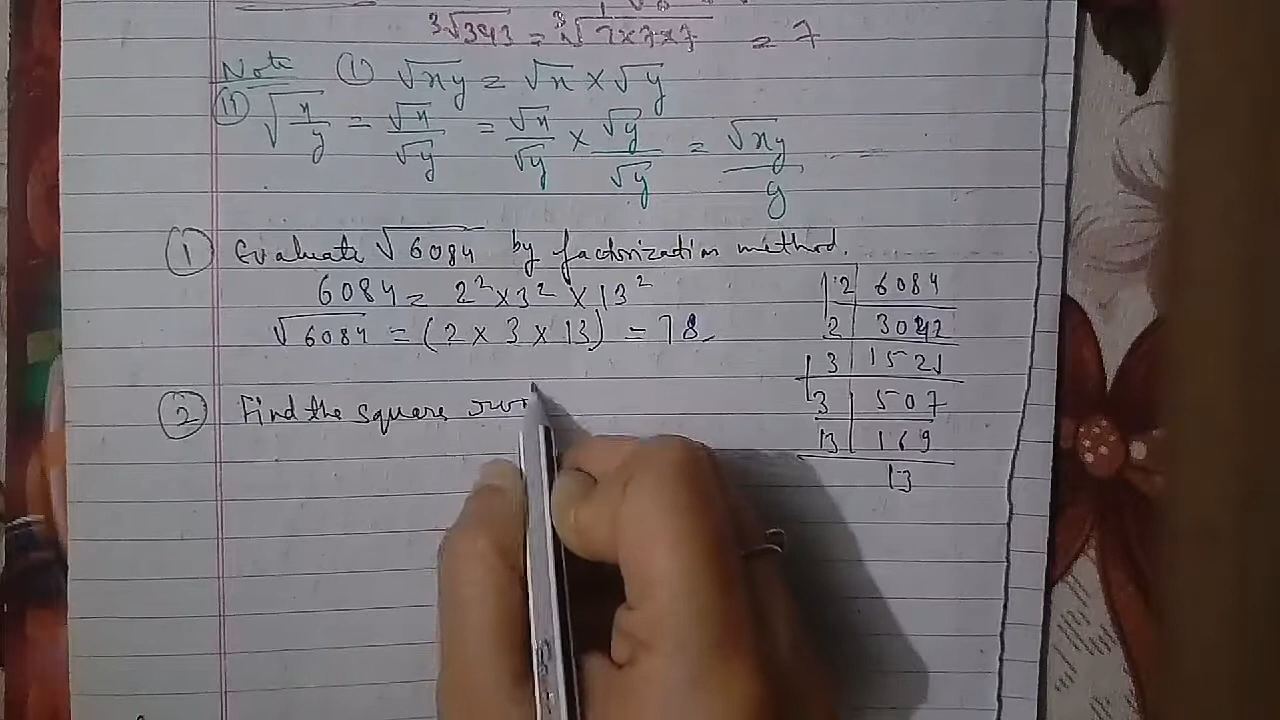 ³√343 = ³√7×7×7 = 7
Note (i) √xy = √x × √y
(ii) √x/y = √x/√y = √x/√y × √y/√y = √xy/y
(1) Evaluate √6084 by factorization method.
6084 = 2² × 3² × 13²
√6084 = (2 × 3 × 13) = 78
2 | 6084
2 | 3042
3 | 1521
3 | 507
13 | 169
13
(2) Find the square